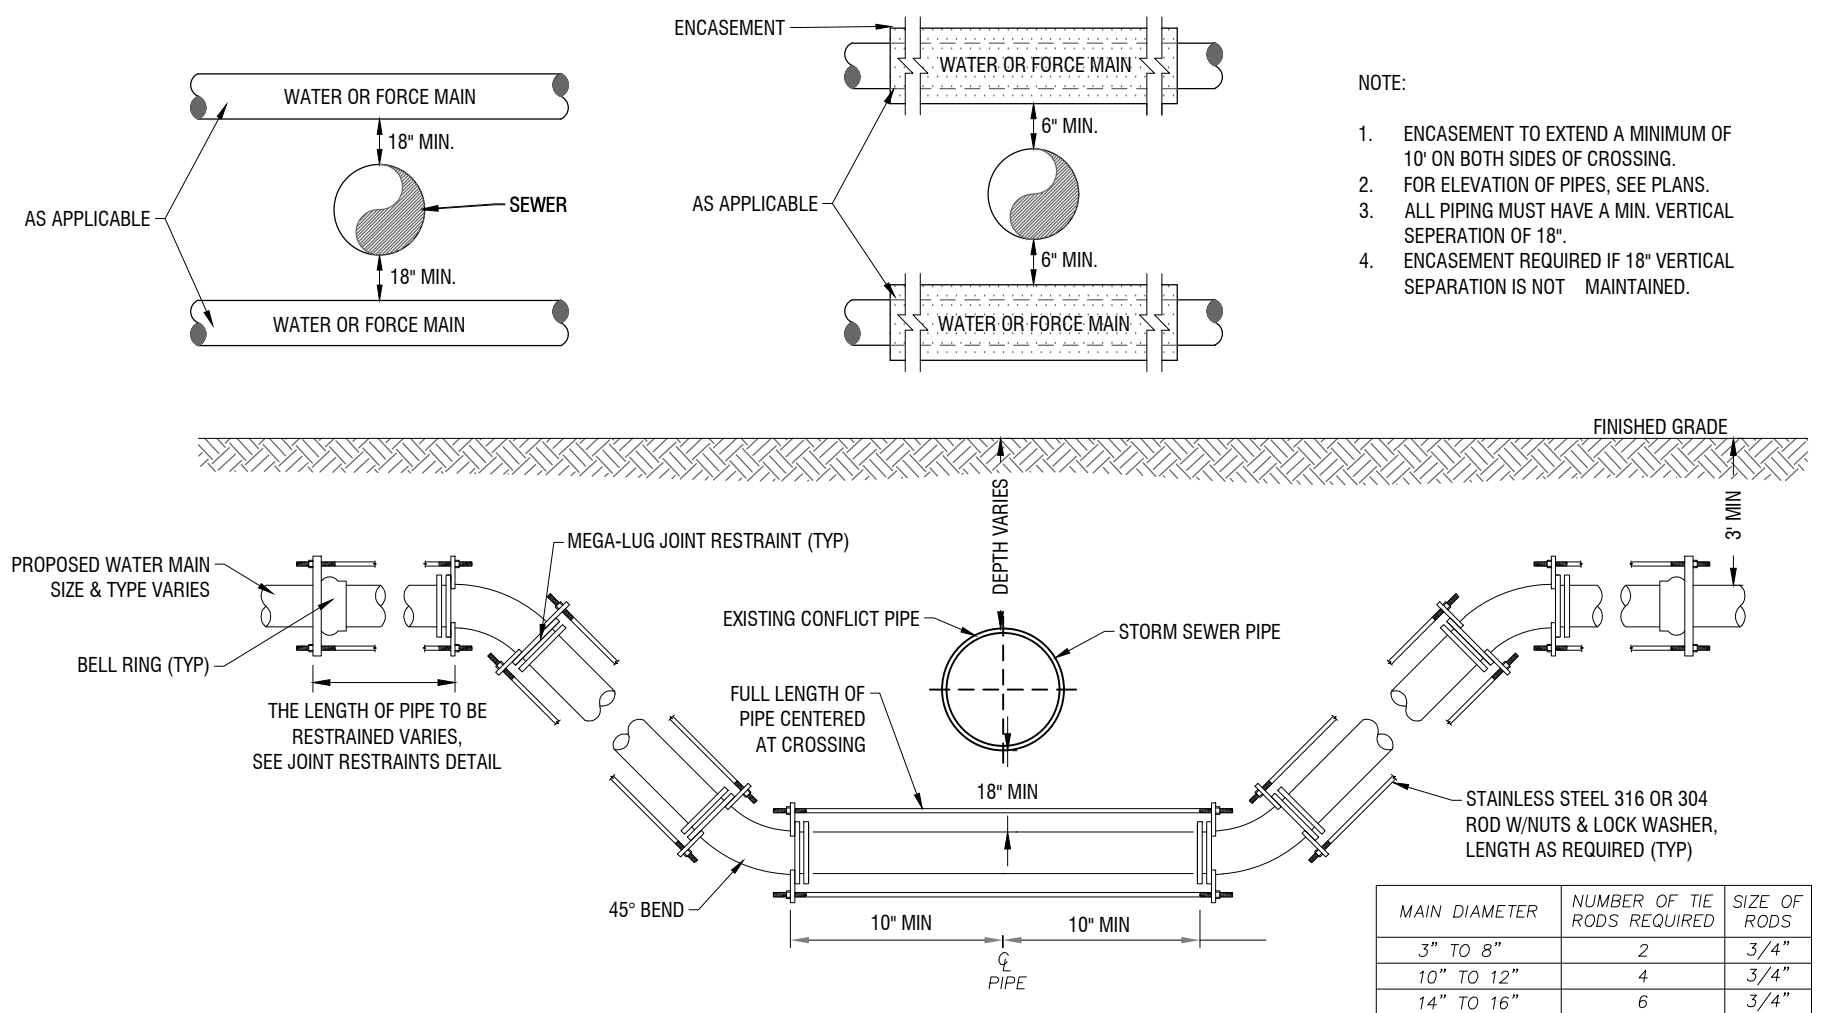 ENCASEMENT
WATER OR FORCE MAIN
18" MIN.
AS APPLICABLE
SEWER
18" MIN.
WATER OR FORCE MAIN
WATER OR FORCE MAIN
6" MIN.
AS APPLICABLE
6" MIN.
WATER OR FORCE MAIN
NOTE:
1. ENCASEMENT TO EXTEND A MINIMUM OF
10' ON BOTH SIDES OF CROSSING.
2. FOR ELEVATION OF PIPES, SEE PLANS.
3. ALL PIPING MUST HAVE A MIN. VERTICAL
SEPERATION OF 18".
4. ENCASEMENT REQUIRED IF 18" VERTICAL
SEPARATION IS NOT MAINTAINED.
FINISHED GRADE
DEPTH VARIES
3' MIN
PROPOSED WATER MAIN
SIZE & TYPE VARIES
MEGA-LUG JOINT RESTRAINT (TYP)
BELL RING (TYP)
EXISTING CONFLICT PIPE
STORM SEWER PIPE
THE LENGTH OF PIPE TO BE
RESTRAINED VARIES,
SEE JOINT RESTRAINTS DETAIL
FULL LENGTH OF
PIPE CENTERED
AT CROSSING
18" MIN
STAINLESS STEEL 316 OR 304
ROD W/NUTS & LOCK WASHER,
LENGTH AS REQUIRED (TYP)
45° BEND
10" MIN
10" MIN
℄
PIPE
MAIN DIAMETER NUMBER OF TIE RODS REQUIRED SIZE OF RODS
3" TO 8" 2 3/4"
10" TO 12" 4 3/4"
14" TO 16" 6 3/4"